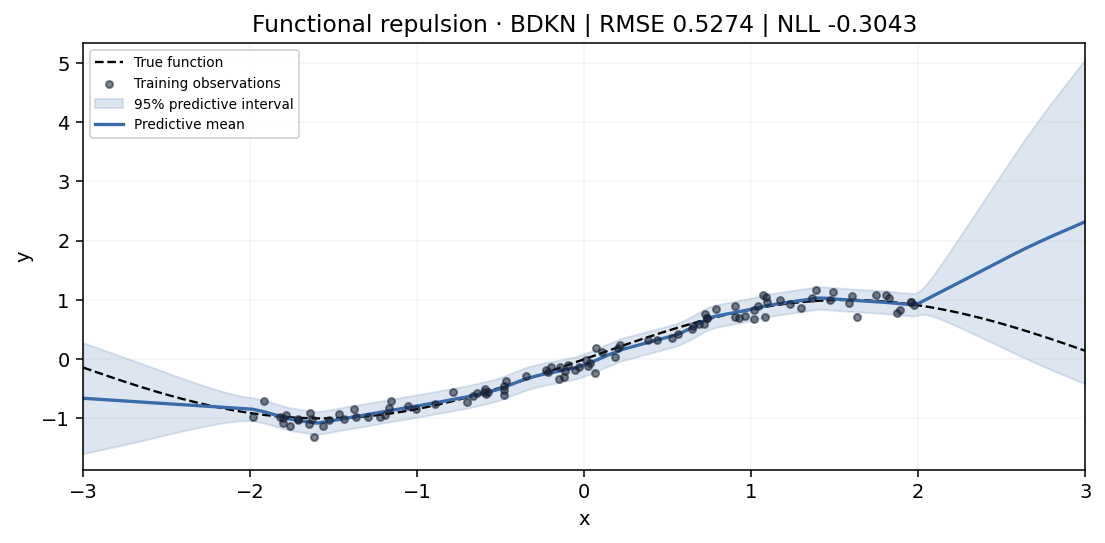 Functional repulsion · BDKN | RMSE 0.5274 | NLL -0.3043
True function
Training observations
95% predictive interval
Predictive mean
y
5
4
3
2
1
0
−1
−3
−2
−1
0
1
2
3
x